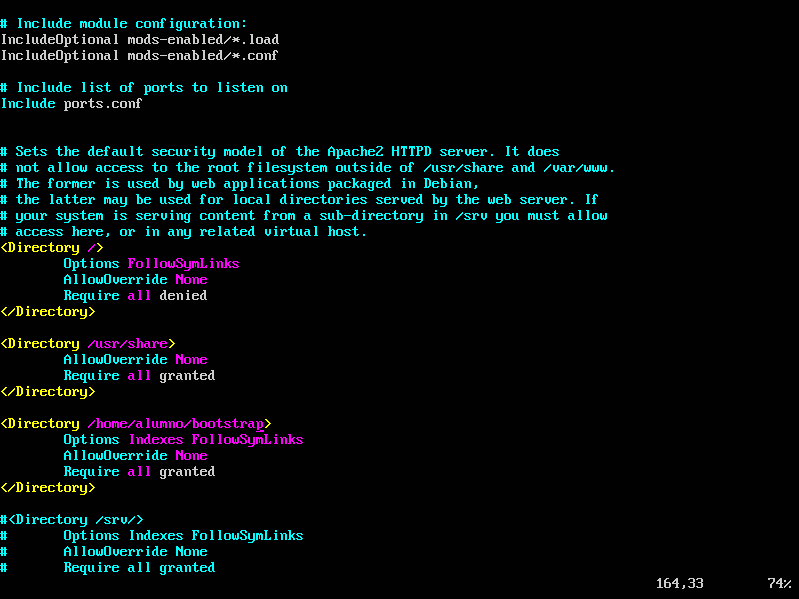 # Include module configuration:
IncludeOptional mods-enabled/*.load
IncludeOptional mods-enabled/*.conf
# Include list of ports to listen on
Include ports.conf
# Sets the default security model of the Apache2 HTTPD server. It does
# not allow access to the root filesystem outside of /usr/share and /var/www.
# The former is used by web applications packaged in Debian,
# the latter may be used for local directories served by the web server. If
# your system is serving content from a sub-directory in /srv you must allow
# access here, or in any related virtual host.
<Directory />
        Options FollowSymLinks
        AllowOverride None
        Require all denied
</Directory>
<Directory /usr/share>
        AllowOverride None
        Require all granted
</Directory>
<Directory /home/alumno/bootstrap>
        Options Indexes FollowSymLinks
        AllowOverride None
        Require all granted
</Directory>
#<Directory /srv/>
#       Options Indexes FollowSymLinks
#       AllowOverride None
#       Require all granted
164,33        74%